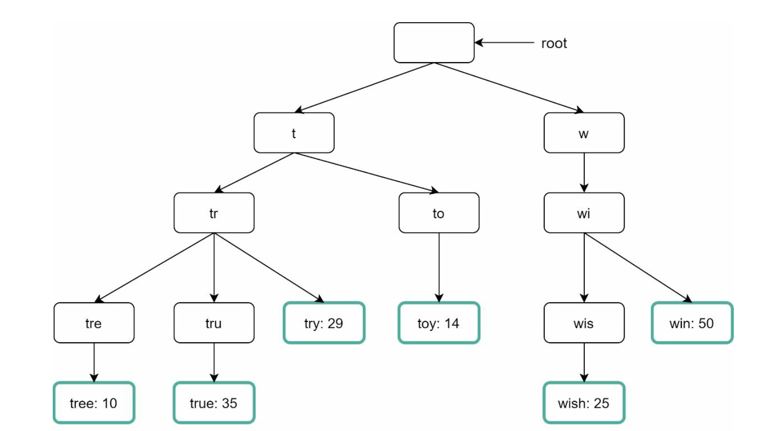 root
t
w
tr
to
wi
tre
tru
try: 29
toy: 14
wis
win: 50
tree: 10
true: 35
wish: 25